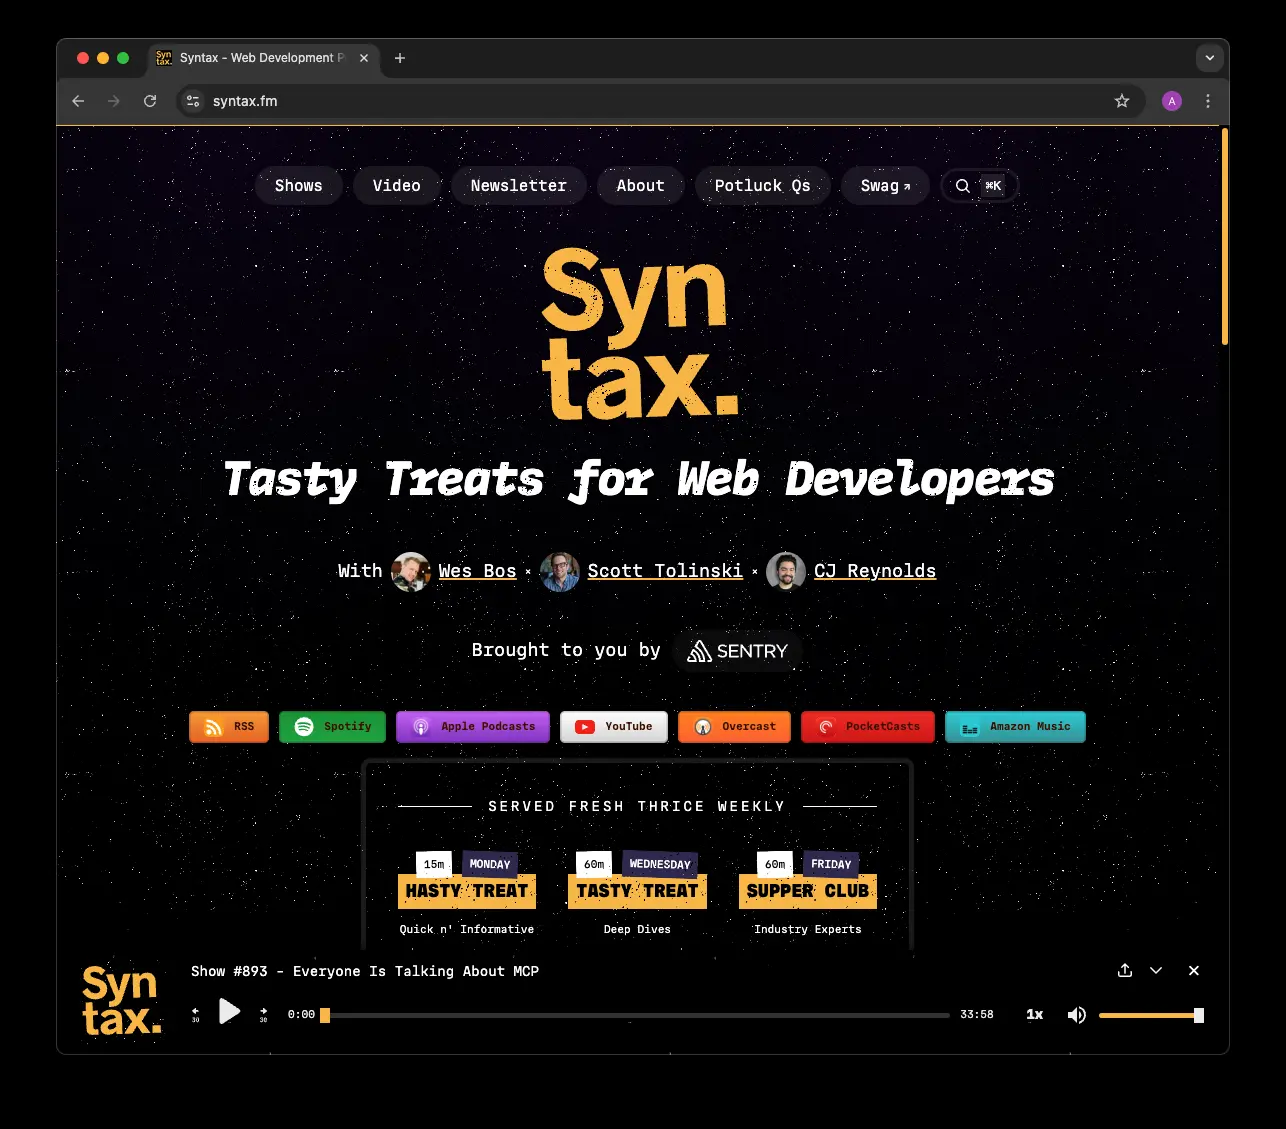 Syn
tax.
Syntax - Web Development P
syntax.fm
A
Shows
Video
Newsletter
About
Potluck Qs
Swag ↗
⌘K
Syn
tax.
Tasty Treats for Web Developers
With Wes Bos × Scott Tolinski × CJ Reynolds
Brought to you by SENTRY
RSS
Spotify
Apple Podcasts
YouTube
Overcast
PocketCasts
Amazon Music
SERVED FRESH THRICE WEEKLY
15m MONDAY
HASTY TREAT
Quick n' Informative
60m WEDNESDAY
TASTY TREAT
Deep Dives
60m FRIDAY
SUPPER CLUB
Industry Experts
Syn
tax.
Show #893 - Everyone Is Talking About MCP
30
30
0:00
33:58
1x